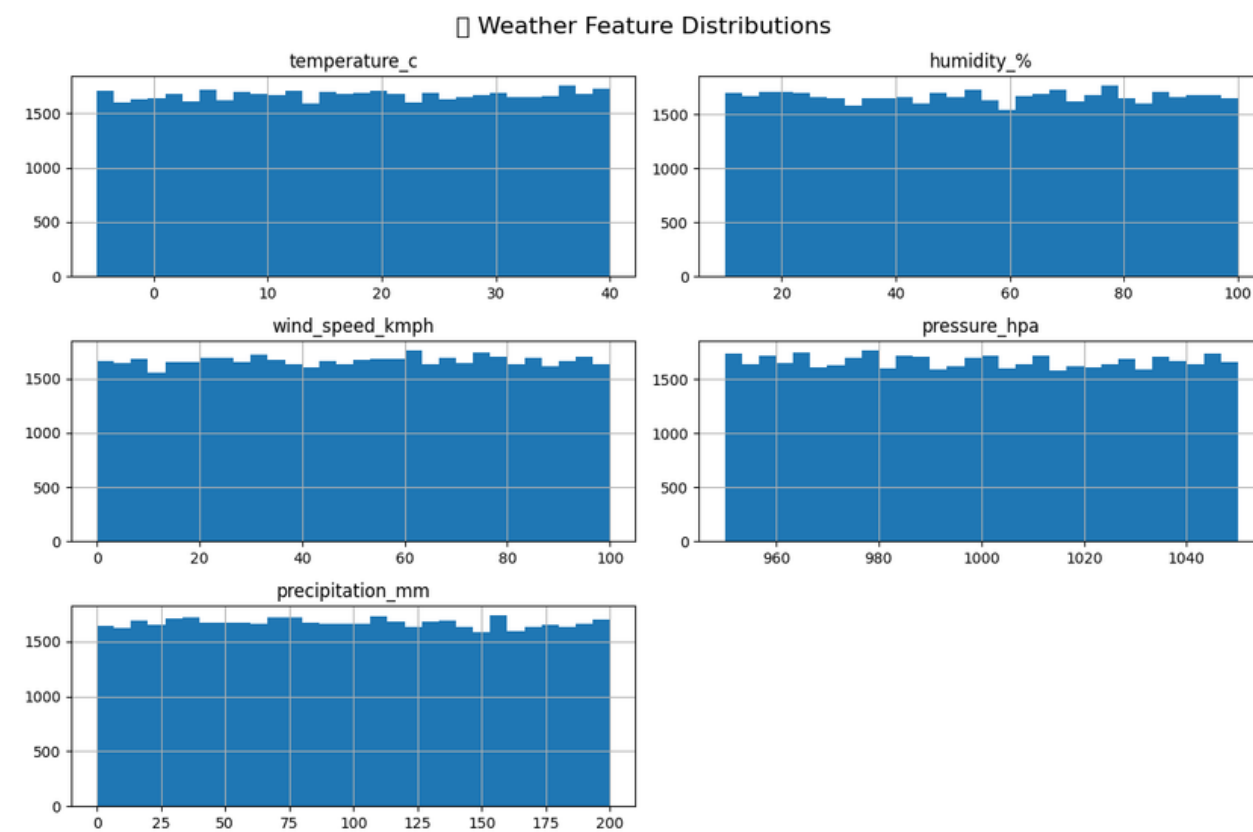 ▯ Weather Feature Distributions
temperature_c
humidity_%
1500
1000
500
0
0 10 20 30 40
1500
1000
500
0
20 40 60 80 100
wind_speed_kmph
pressure_hpa
1500
1000
500
0
0 20 40 60 80 100
1500
1000
500
0
960 980 1000 1020 1040
precipitation_mm
1500
1000
500
0
0 25 50 75 100 125 150 175 200